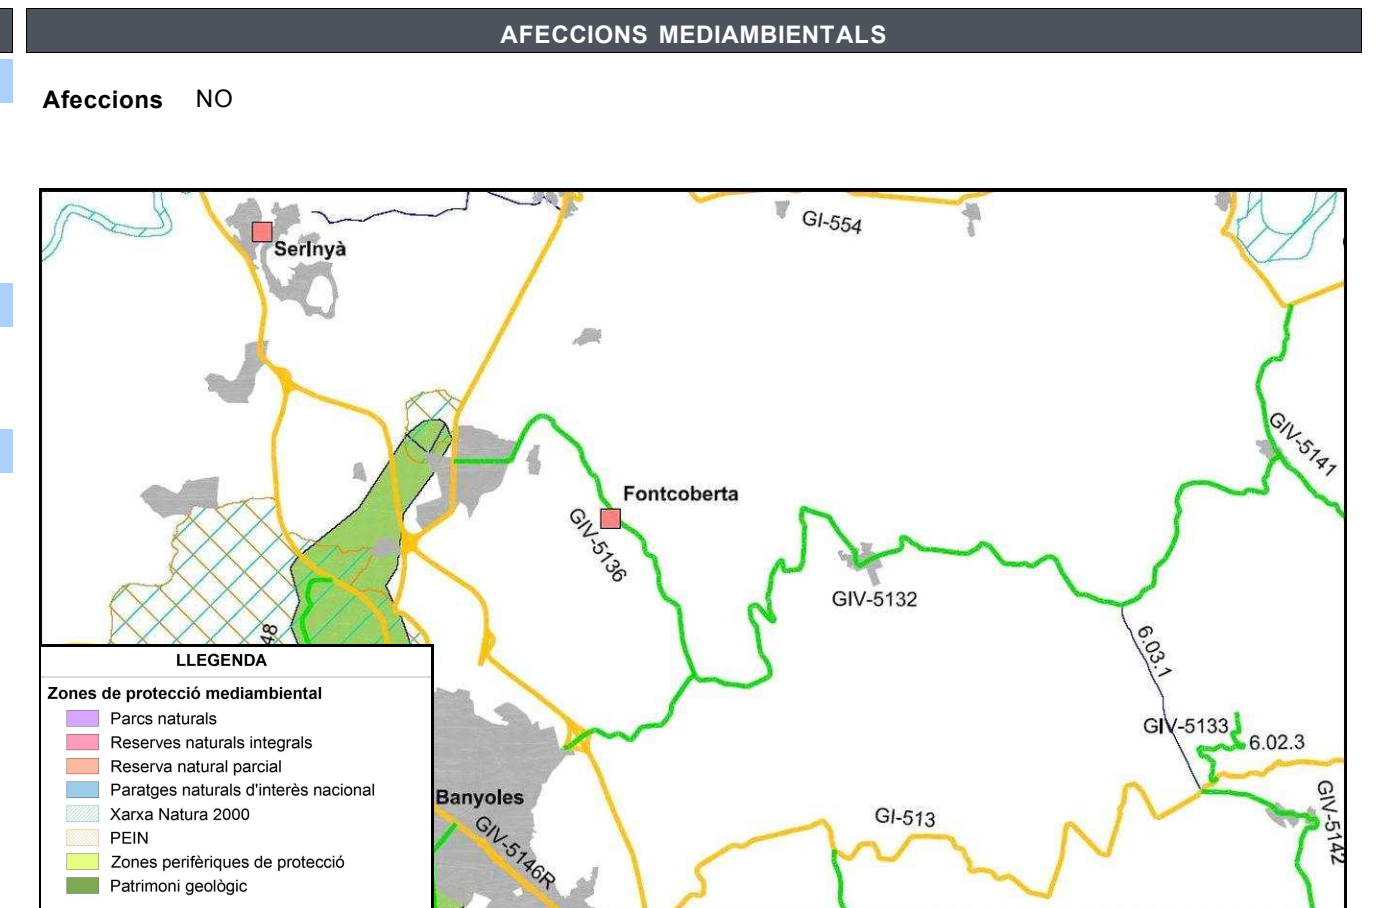 AFECCIONS MEDIAMBIENTALS
Afeccions NO
GI-554
Serinyà
GIV-5141
Fontcoberta
GIV-5136
GIV-5132
6.03.1
GIV-5133
6.02.3
GIV-5142
GI-513
Banyoles
GIV-5146R
48
LLEGENDA
Zones de protecció mediambiental
Parcs naturals
Reserves naturals integrals
Reserva natural parcial
Paratges naturals d'interès nacional
Xarxa Natura 2000
PEIN
Zones perifèriques de protecció
Patrimoni geològic